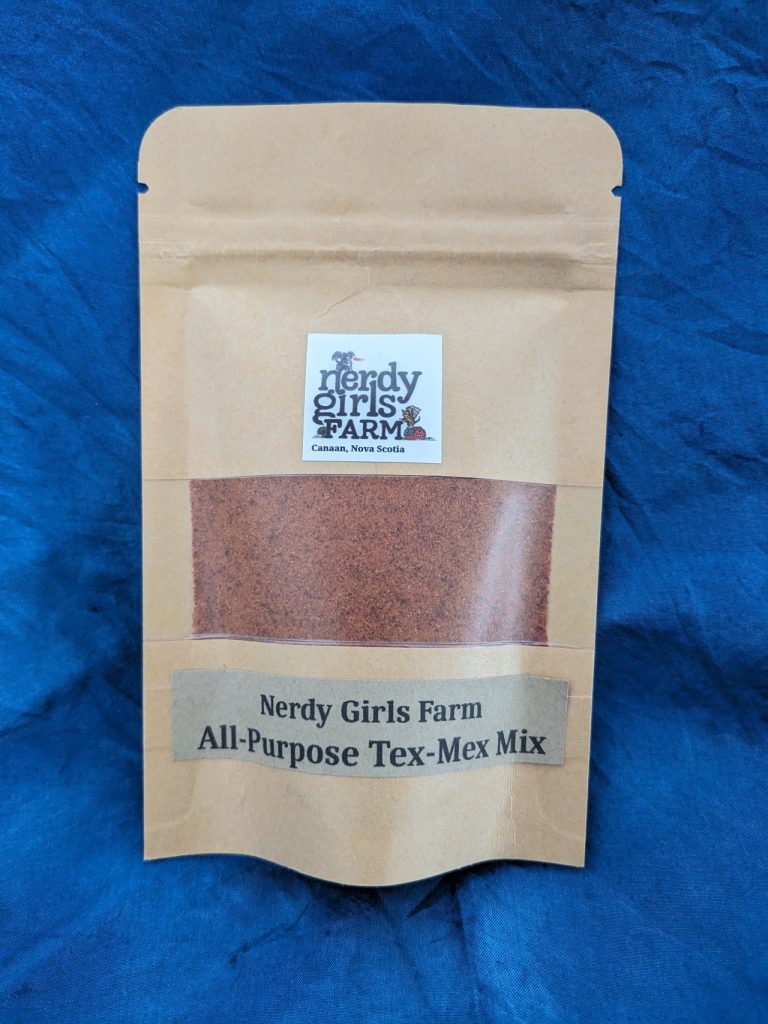 nerdy
girls
FARM
Canaan, Nova Scotia
Nerdy Girls Farm
All-Purpose Tex-Mex Mix